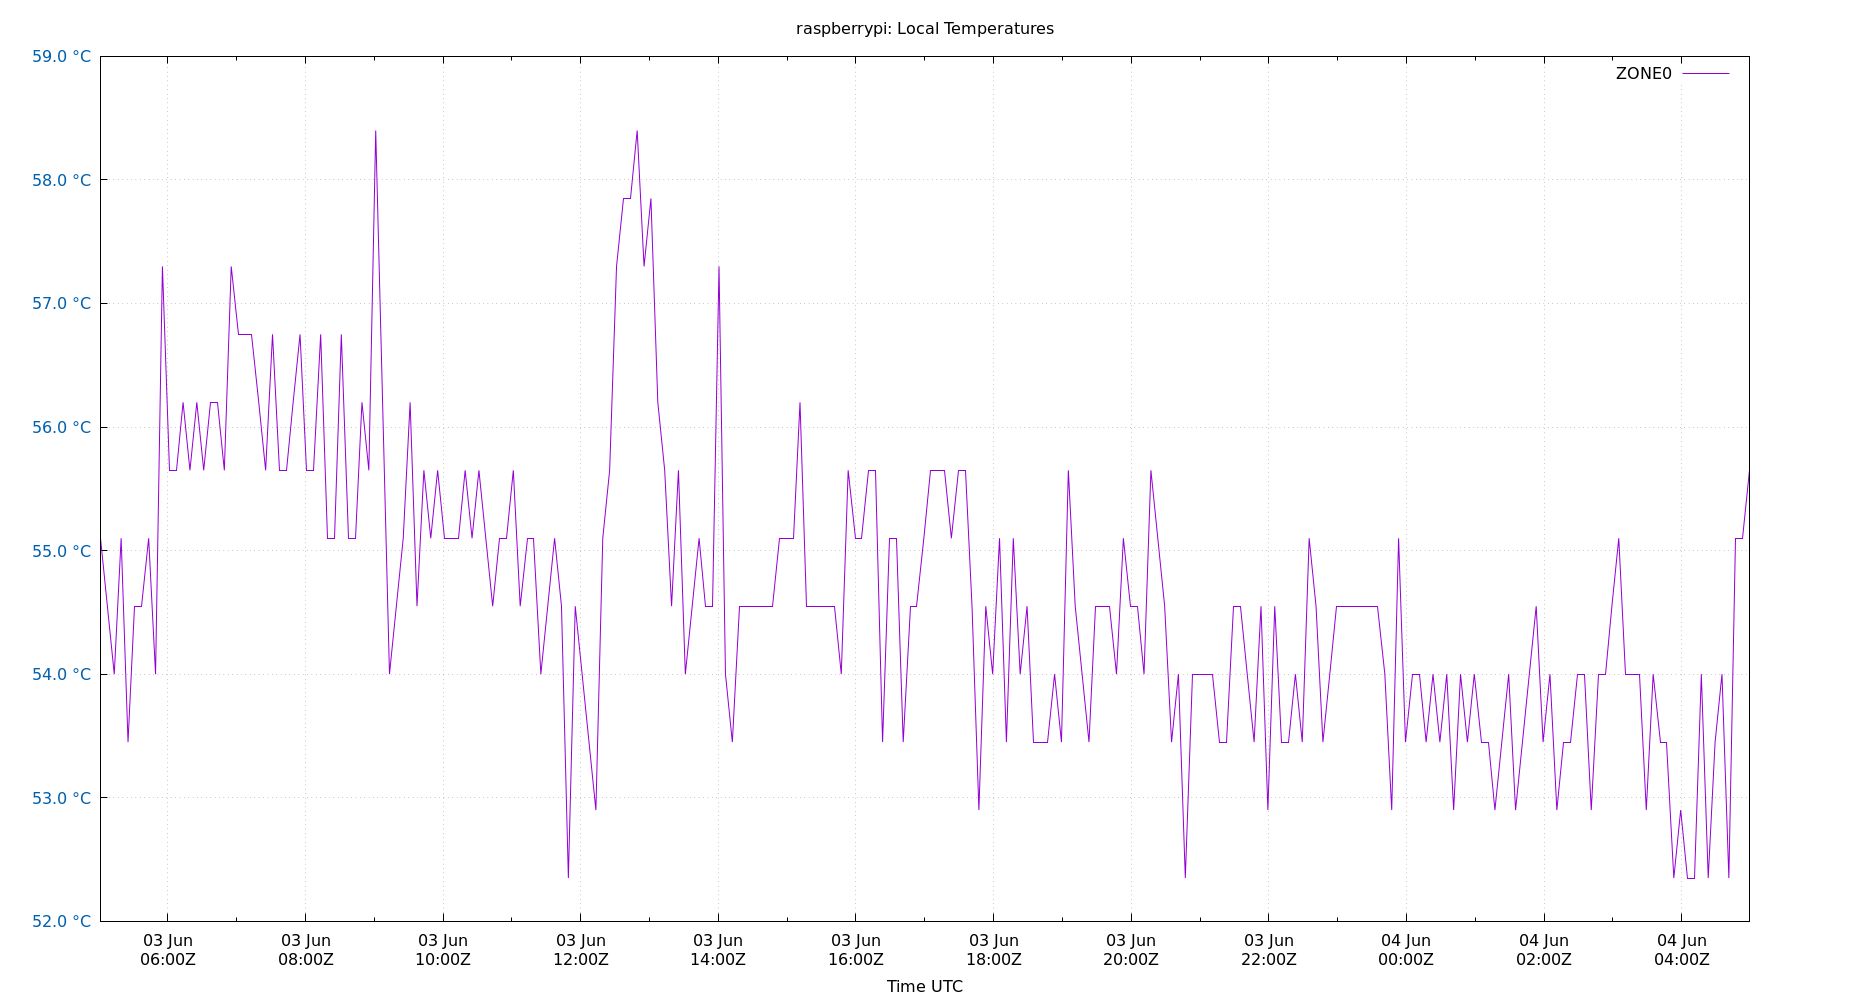 raspberrypi: Local Temperatures
59.0 °C
ZONE0
58.0 °C
57.0 °C
56.0 °C
55.0 °C
54.0 °C
53.0 °C
52.0 °C
03 Jun 03 Jun 03 Jun 03 Jun 03 Jun 03 Jun 03 Jun 03 Jun 03 Jun 04 Jun 04 Jun 04 Jun
06:00Z 08:00Z 10:00Z 12:00Z 14:00Z 16:00Z 18:00Z 20:00Z 22:00Z 00:00Z 02:00Z 04:00Z
Time UTC